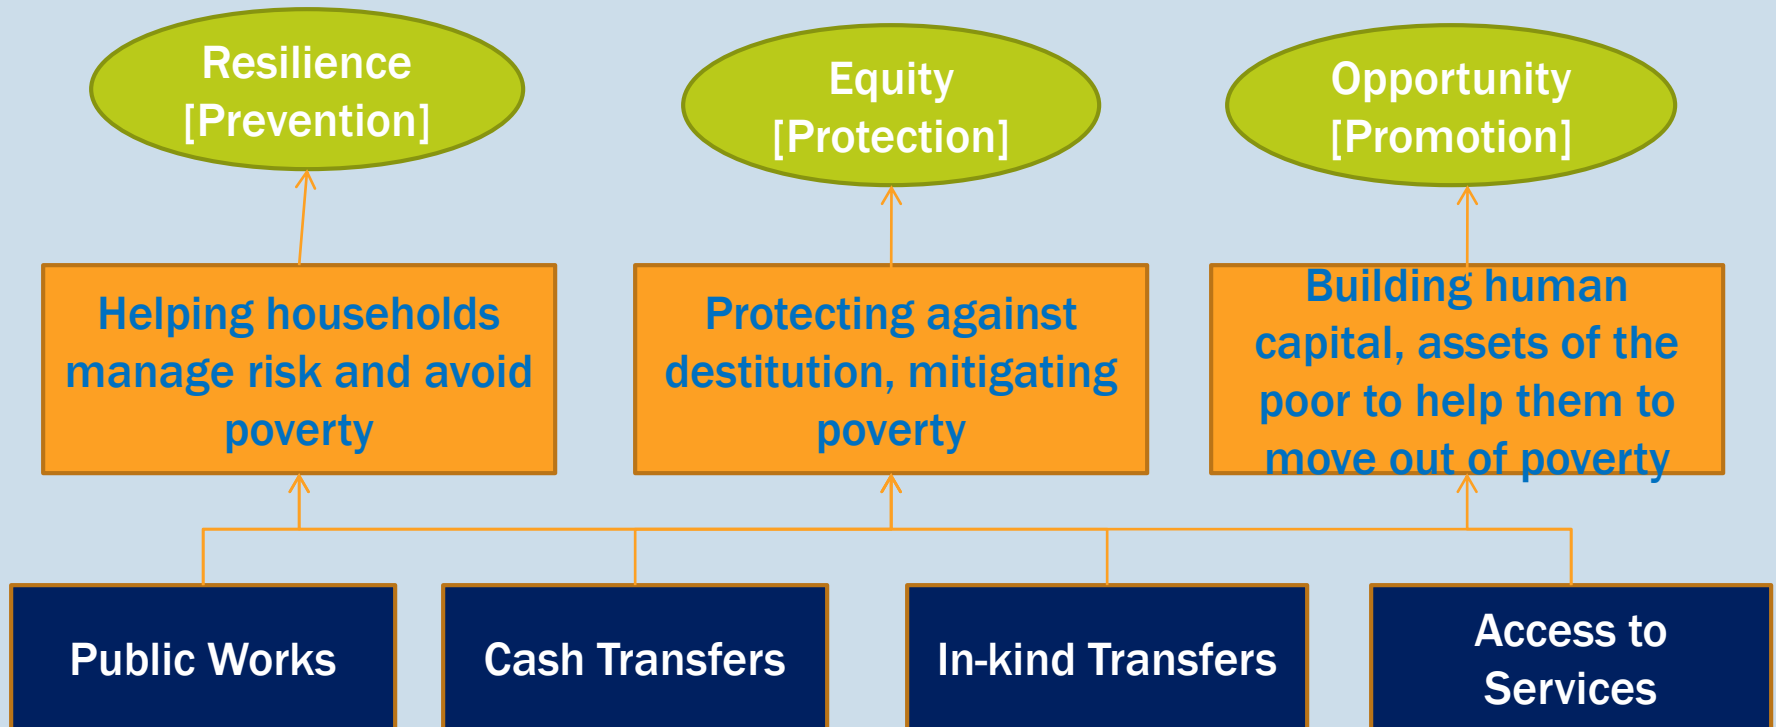 Resilience
[Prevention]
Equity
[Protection]
Opportunity
[Promotion]
Helping households
manage risk and avoid
poverty
Protecting against
destitution, mitigating
poverty
Building human
capital, assets of the
poor to help them to
move out of poverty
Public Works
Cash Transfers
In-kind Transfers
Access to
Services